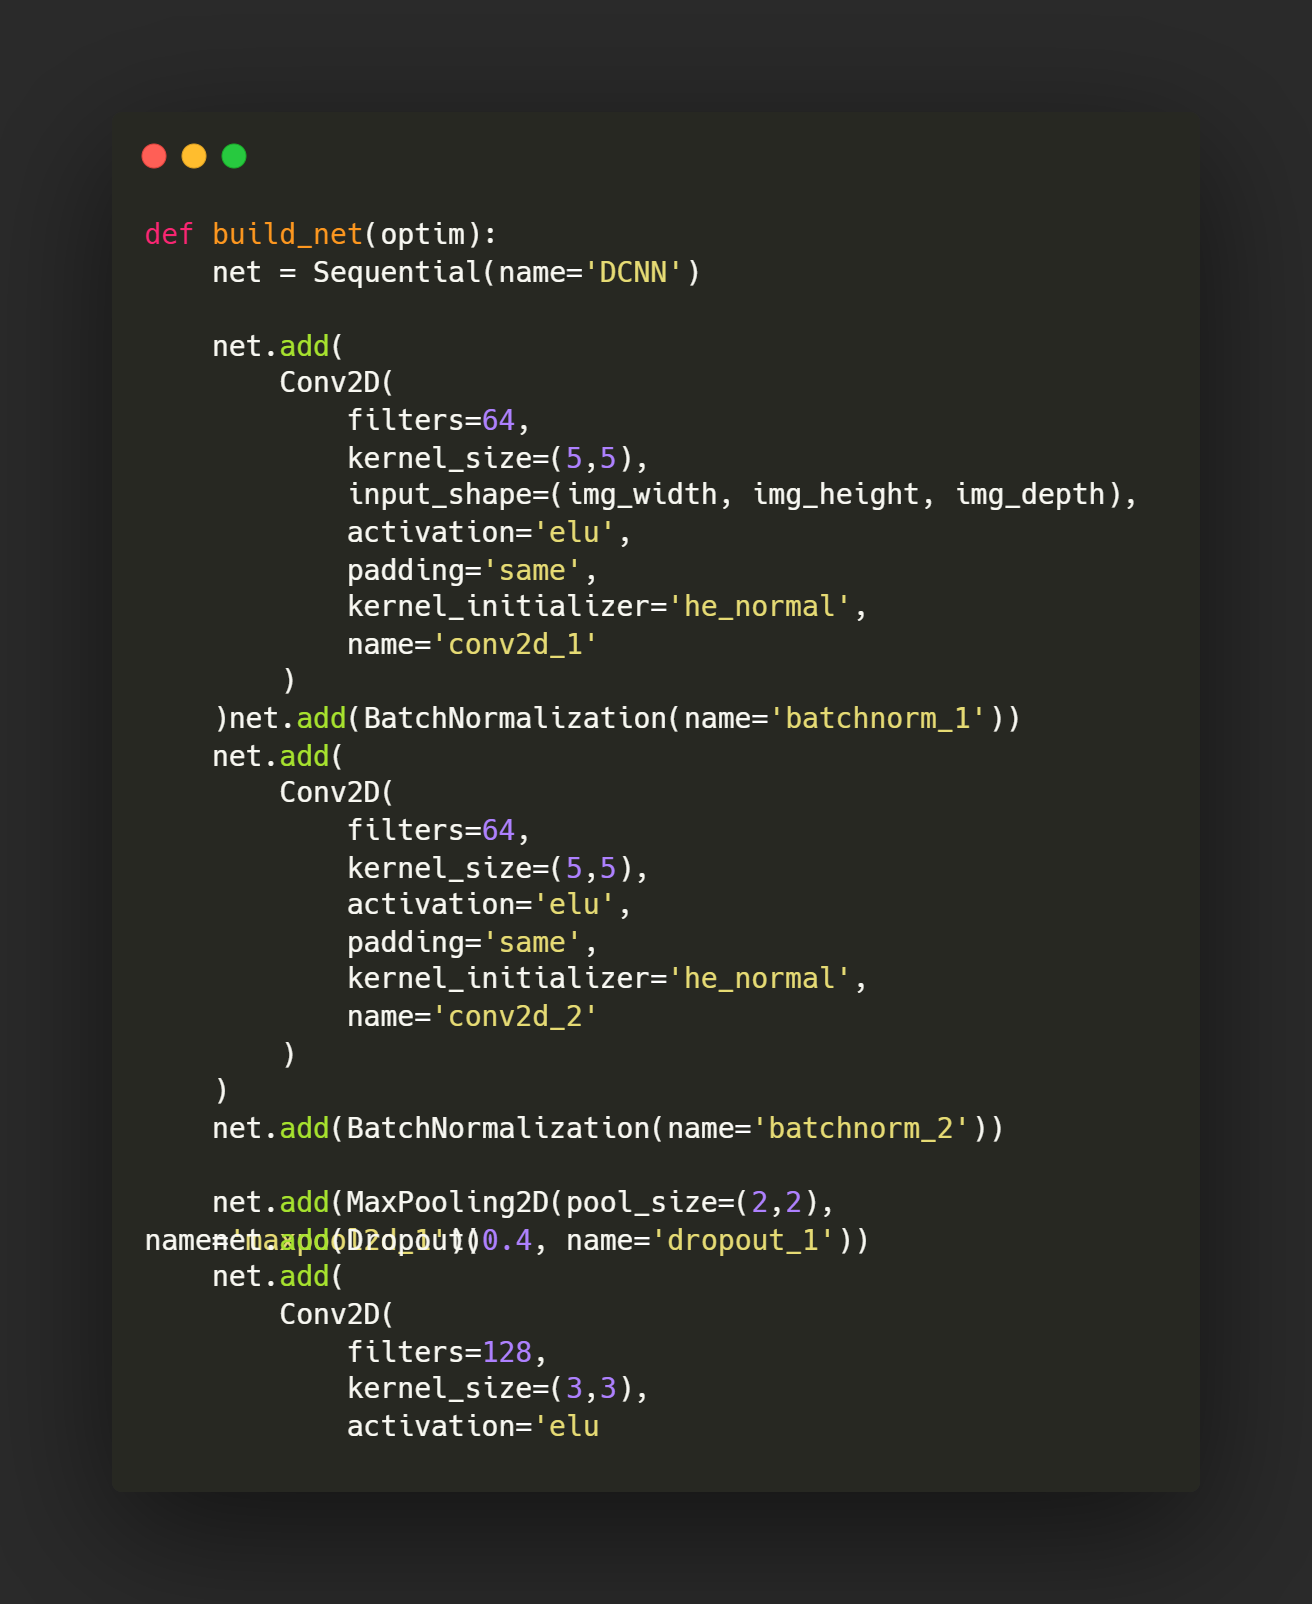 def build_net(optim):
    net = Sequential(name='DCNN')

    net.add(
        Conv2D(
            filters=64,
            kernel_size=(5,5),
            input_shape=(img_width, img_height, img_depth),
            activation='elu',
            padding='same',
            kernel_initializer='he_normal',
            name='conv2d_1'
        )
    )net.add(BatchNormalization(name='batchnorm_1'))
    net.add(
        Conv2D(
            filters=64,
            kernel_size=(5,5),
            activation='elu',
            padding='same',
            kernel_initializer='he_normal',
            name='conv2d_2'
        )
    )
    net.add(BatchNormalization(name='batchnorm_2'))

    net.add(MaxPooling2D(pool_size=(2,2),
name='maxpool2d_1'))
    net.add(Dropout(0.4, name='dropout_1'))
    net.add(
        Conv2D(
            filters=128,
            kernel_size=(3,3),
            activation='elu